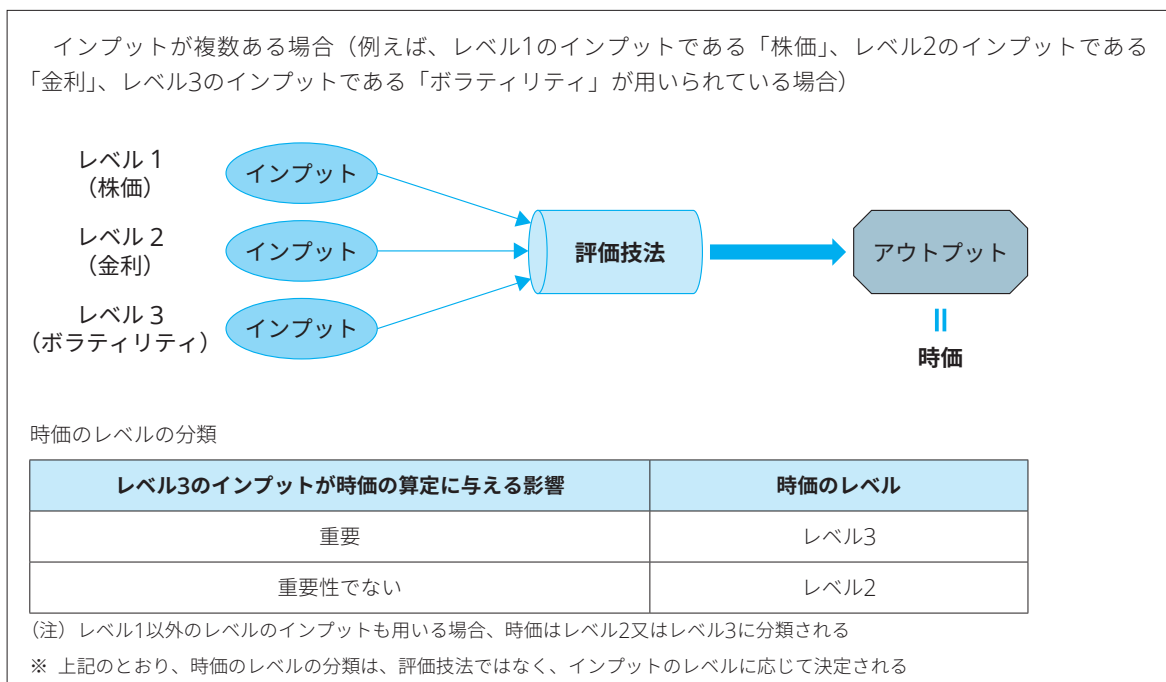 インプットが複数ある場合（例えば、レベル1のインプットである「株価」、レベル2のインプットである
「金利」、レベル3のインプットである「ボラティリティ」が用いられている場合）
レベル 1
（株価）
インプット
レベル 2
（金利）
インプット
レベル 3
（ボラティリティ）
インプット
評価技法
アウトプット
時価
時価のレベルの分類
レベル3のインプットが時価の算定に与える影響 時価のレベル
重要 レベル3
重要性でない レベル2
（注）レベル1以外のレベルのインプットも用いる場合、時価はレベル2又はレベル3に分類される
※ 上記のとおり、時価のレベルの分類は、評価技法ではなく、インプットのレベルに応じて決定される